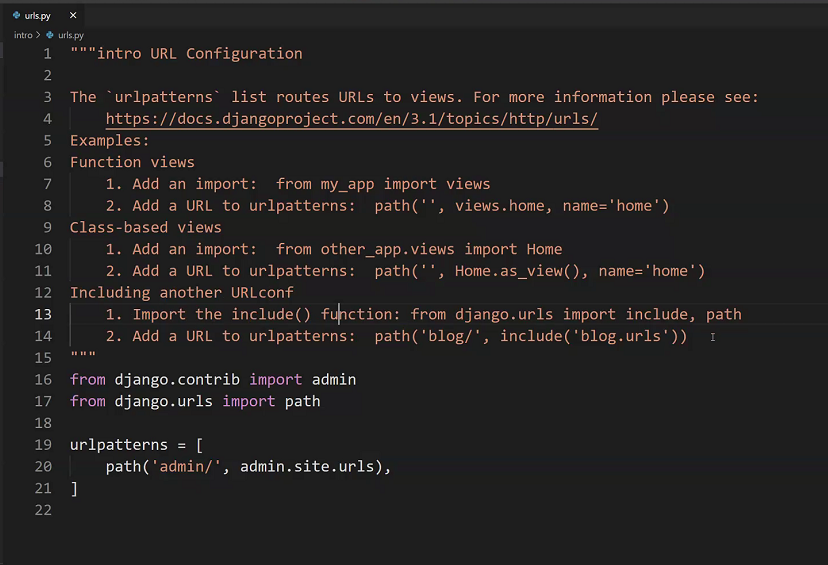 urls.py ×
intro > urls.py
1 """intro URL Configuration
2
3 The `urlpatterns` list routes URLs to views. For more information please see:
4     https://docs.djangoproject.com/en/3.1/topics/http/urls/
5 Examples:
6 Function views
7     1. Add an import:  from my_app import views
8     2. Add a URL to urlpatterns:  path('', views.home, name='home')
9 Class-based views
10     1. Add an import:  from other_app.views import Home
11     2. Add a URL to urlpatterns:  path('', Home.as_view(), name='home')
12 Including another URLconf
13     1. Import the include() function: from django.urls import include, path
14     2. Add a URL to urlpatterns:  path('blog/', include('blog.urls'))
15 """
16 from django.contrib import admin
17 from django.urls import path
18
19 urlpatterns = [
20     path('admin/', admin.site.urls),
21 ]
22